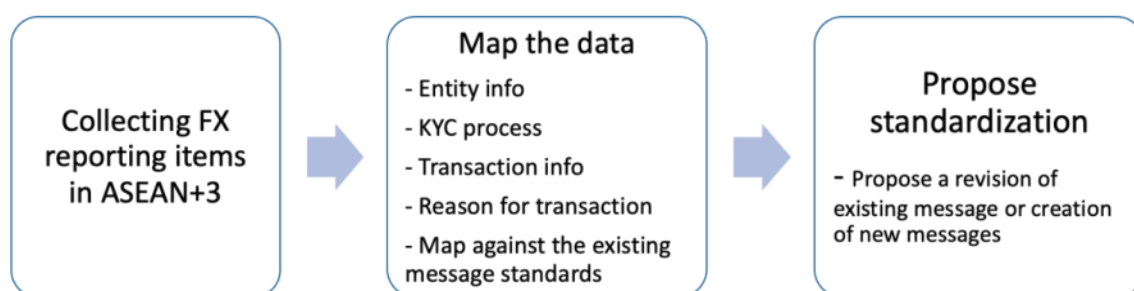 Collecting FX
reporting items
in ASEAN+3
Map the data
- Entity info
- KYC process
- Transaction info
- Reason for transaction
- Map against the existing
message standards
Propose
standardization
- Propose a revision of
existing message or creation
of new messages